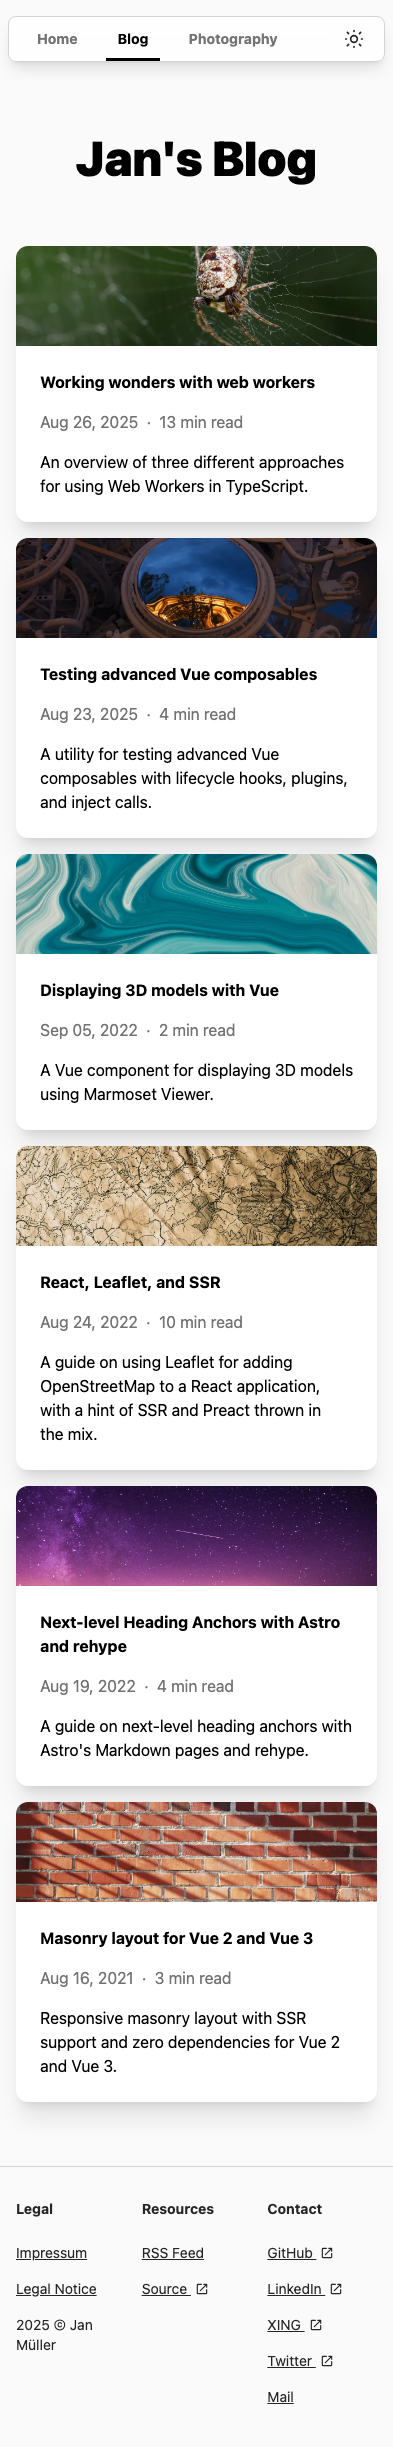 Home Blog Photography
Jan's Blog
Working wonders with web workers
Aug 26, 2025 · 13 min read
An overview of three different approaches
for using Web Workers in TypeScript.
Testing advanced Vue composables
Aug 23, 2025 · 4 min read
A utility for testing advanced Vue
composables with lifecycle hooks, plugins,
and inject calls.
Displaying 3D models with Vue
Sep 05, 2022 · 2 min read
A Vue component for displaying 3D models
using Marmoset Viewer.
React, Leaflet, and SSR
Aug 24, 2022 · 10 min read
A guide on using Leaflet for adding
OpenStreetMap to a React application,
with a hint of SSR and Preact thrown in
the mix.
Next-level Heading Anchors with Astro
and rehype
Aug 19, 2022 · 4 min read
A guide on next-level heading anchors with
Astro's Markdown pages and rehype.
Masonry layout for Vue 2 and Vue 3
Aug 16, 2021 · 3 min read
Responsive masonry layout with SSR
support and zero dependencies for Vue 2
and Vue 3.
Legal
Impressum
Legal Notice
2025 © Jan
Müller
Resources
RSS Feed
Source
Contact
GitHub
LinkedIn
XING
Twitter
Mail